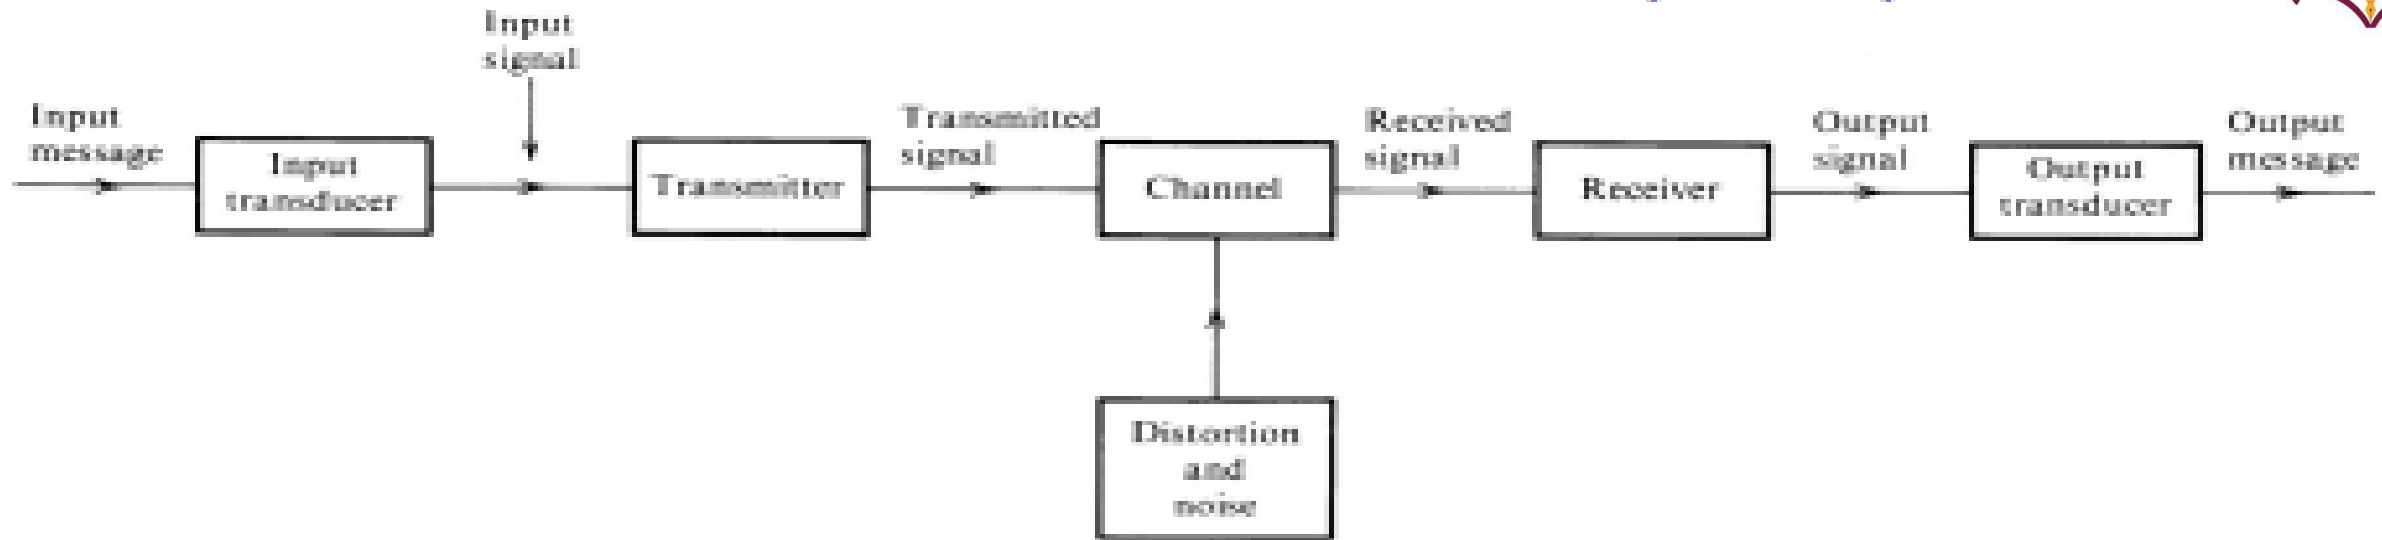 Input
signal
Input
message
Input
transducer
Transmitter
Transmitted
signal
Channel
Received
signal
Receiver
Output
signal
Output
transducer
Output
message
Distortion
and
noise